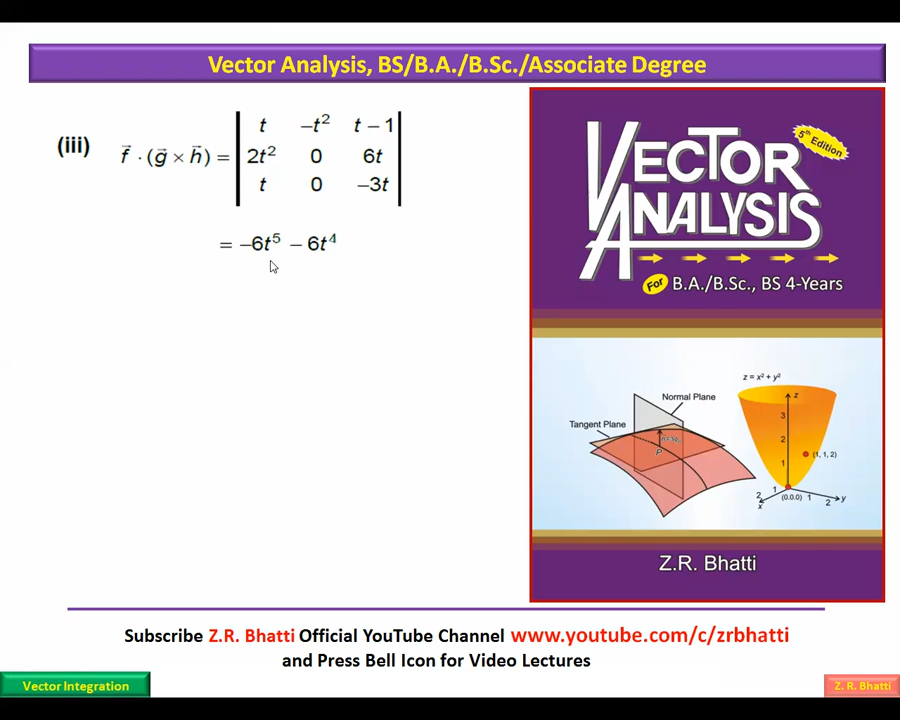 Vector Analysis, BS/B.A./B.Sc./Associate Degree
(iii) f⃗ · (g⃗ × h⃗) = | t −t² t − 1 |
| 2t² 0 6t |
| t 0 −3t |
= −6t⁵ − 6t⁴
VECTOR
ANALYSIS
5th Edition
For B.A./B.Sc., BS 4-Years
z = x² + y²
Normal Plane
Tangent Plane
P
z
3
2
1
(1, 1, 2)
2 1 (0.0.0) 1 2 y
x
Z.R. Bhatti
Subscribe Z.R. Bhatti Official YouTube Channel www.youtube.com/c/zrbhatti
and Press Bell Icon for Video Lectures
Vector Integration
Z. R. Bhatti